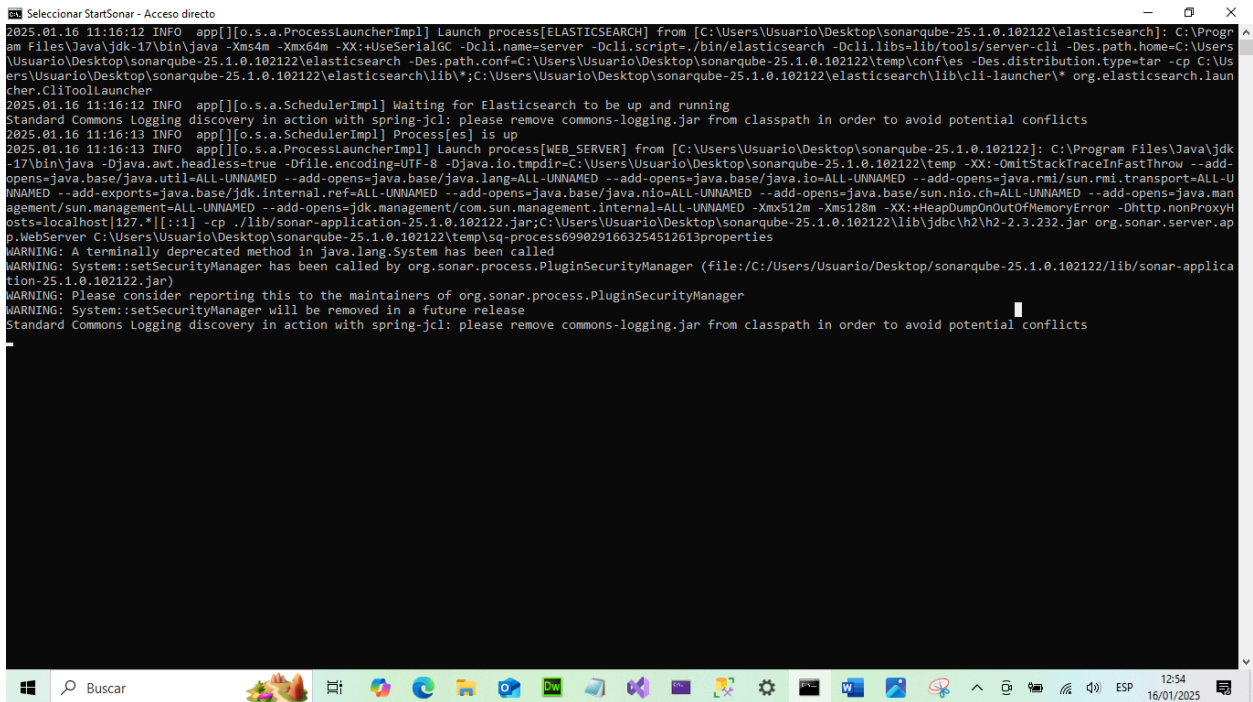 Seleccionar StartSonar - Acceso directo
2025.01.16 11:16:12 INFO  app[][o.s.a.ProcessLauncherImpl] Launch process[ELASTICSEARCH] from [C:\Users\Usuario\Desktop\sonarqube-25.1.0.102122\elasticsearch]: C:\Progr
am Files\Java\jdk-17\bin\java -Xms4m -Xmx64m -XX:+UseSerialGC -Dcli.name=server -Dcli.script=./bin/elasticsearch -Dcli.libs=lib/tools/server-cli -Des.path.home=C:\Users
\Usuario\Desktop\sonarqube-25.1.0.102122\elasticsearch -Des.path.conf=C:\Users\Usuario\Desktop\sonarqube-25.1.0.102122\temp\conf\es -Des.distribution.type=tar -cp C:\Us
ers\Usuario\Desktop\sonarqube-25.1.0.102122\elasticsearch\lib\*;C:\Users\Usuario\Desktop\sonarqube-25.1.0.102122\elasticsearch\lib\cli-launcher\* org.elasticsearch.laun
cher.CliToolLauncher
2025.01.16 11:16:12 INFO  app[][o.s.a.SchedulerImpl] Waiting for Elasticsearch to be up and running
Standard Commons Logging discovery in action with spring-jcl: please remove commons-logging.jar from classpath in order to avoid potential conflicts
2025.01.16 11:16:13 INFO  app[][o.s.a.SchedulerImpl] Process[es] is up
2025.01.16 11:16:13 INFO  app[][o.s.a.ProcessLauncherImpl] Launch process[WEB_SERVER] from [C:\Users\Usuario\Desktop\sonarqube-25.1.0.102122]: C:\Program Files\Java\jdk
-17\bin\java -Djava.awt.headless=true -Dfile.encoding=UTF-8 -Djava.io.tmpdir=C:\Users\Usuario\Desktop\sonarqube-25.1.0.102122\temp -XX:-OmitStackTraceInFastThrow --add-
opens=java.base/java.util=ALL-UNNAMED --add-opens=java.base/java.lang=ALL-UNNAMED --add-opens=java.base/java.io=ALL-UNNAMED --add-opens=java.rmi/sun.rmi.transport=ALL-U
NNAMED --add-exports=java.base/jdk.internal.ref=ALL-UNNAMED --add-opens=java.base/java.nio=ALL-UNNAMED --add-opens=java.base/sun.nio.ch=ALL-UNNAMED --add-opens=java.man
agement/sun.management=ALL-UNNAMED --add-opens=jdk.management/com.sun.management.internal=ALL-UNNAMED -Xmx512m -Xms128m -XX:+HeapDumpOnOutOfMemoryError -Dhttp.nonProxyH
osts=localhost|127.*|[::1] -cp ./lib/sonar-application-25.1.0.102122.jar;C:\Users\Usuario\Desktop\sonarqube-25.1.0.102122\lib\jdbc\h2\h2-2.3.232.jar org.sonar.server.ap
p.WebServer C:\Users\Usuario\Desktop\sonarqube-25.1.0.102122\temp\sq-process6990291663254512613properties
WARNING: A terminally deprecated method in java.lang.System has been called
WARNING: System::setSecurityManager has been called by org.sonar.process.PluginSecurityManager (file:/C:/Users/Usuario/Desktop/sonarqube-25.1.0.102122/lib/sonar-applica
tion-25.1.0.102122.jar)
WARNING: Please consider reporting this to the maintainers of org.sonar.process.PluginSecurityManager
WARNING: System::setSecurityManager will be removed in a future release
Standard Commons Logging discovery in action with spring-jcl: please remove commons-logging.jar from classpath in order to avoid potential conflicts
Buscar
Dw
ESP
12:54
16/01/2025